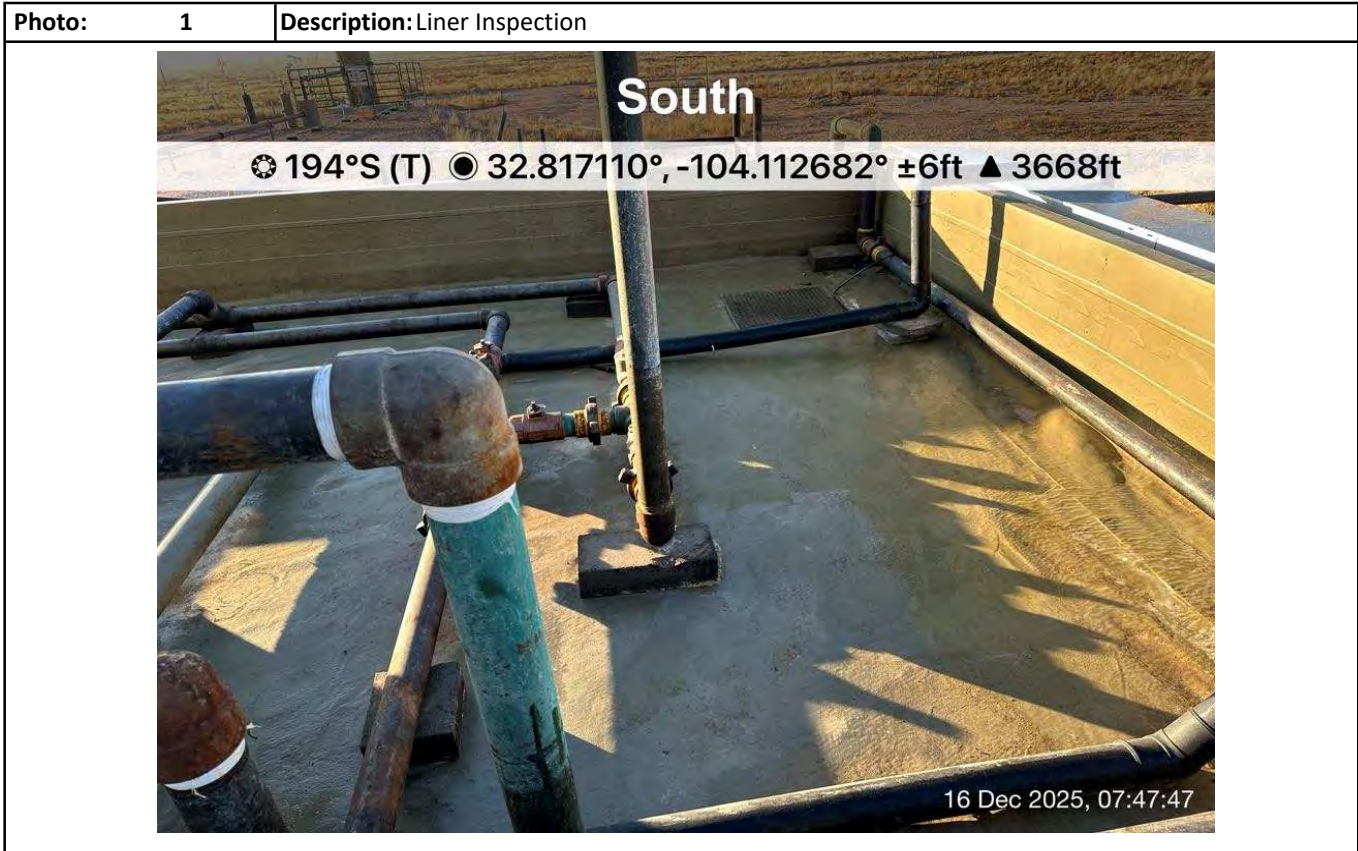 Photo: 1 Description: Liner Inspection
South
194°S (T) 32.817110°, -104.112682° ±6ft ▲ 3668ft
16 Dec 2025, 07:47:47